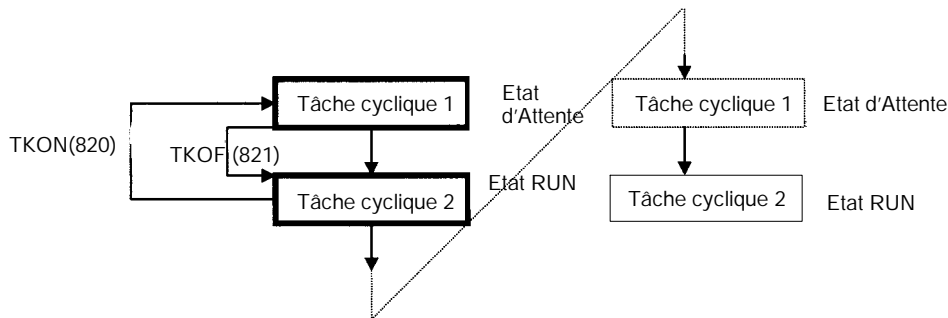 Tâche cyclique 1
Etat
d'Attente
TKON(820)
TKOF (821)
Tâche cyclique 2
Etat RUN
Tâche cyclique 1
Etat d'Attente
Tâche cyclique 2
Etat RUN